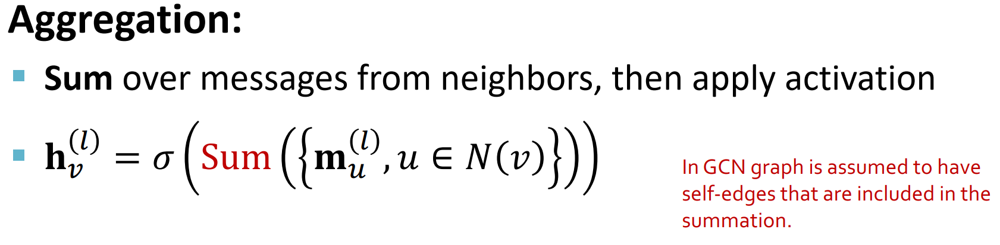 Aggregation:
▪ Sum over messages from neighbors, then apply activation
▪ $\mathbf{h}_v^{(l)} = \sigma\left(\text{Sum}\left(\left\{\mathbf{m}_u^{(l)}, u \in N(v)\right\}\right)\right)$
In GCN graph is assumed to have
self-edges that are included in the
summation.